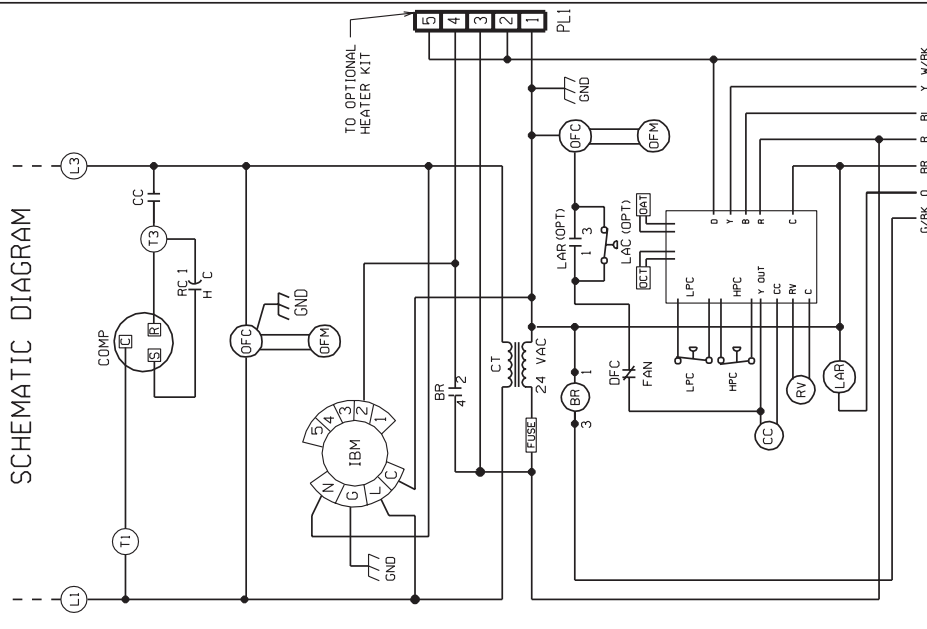 SCHEMATIC DIAGRAM
L1
L3
T1
COMP
C
S
R
T3
CC
RC 1
H C
OFC
GND
OFM
IBM
5
4
3
2
1
N
G
L
C
GND
BR
4 2
CT
24 VAC
FUSE
TO OPTIONAL
HEATER KIT
5 4 3 2 1
PL1
GND
OFC
OFM
LAR (OPT)
1 3
LAC (OPT)
OFC
FAN
BR
3 1
OCT
OAT
LPC
HPC
Y OUT
CC
RV
C
D
Y
B
R
C
LPC
HPC
CC
RV
LAR
W/BK
Y
BL
R
BR
O
G/BK